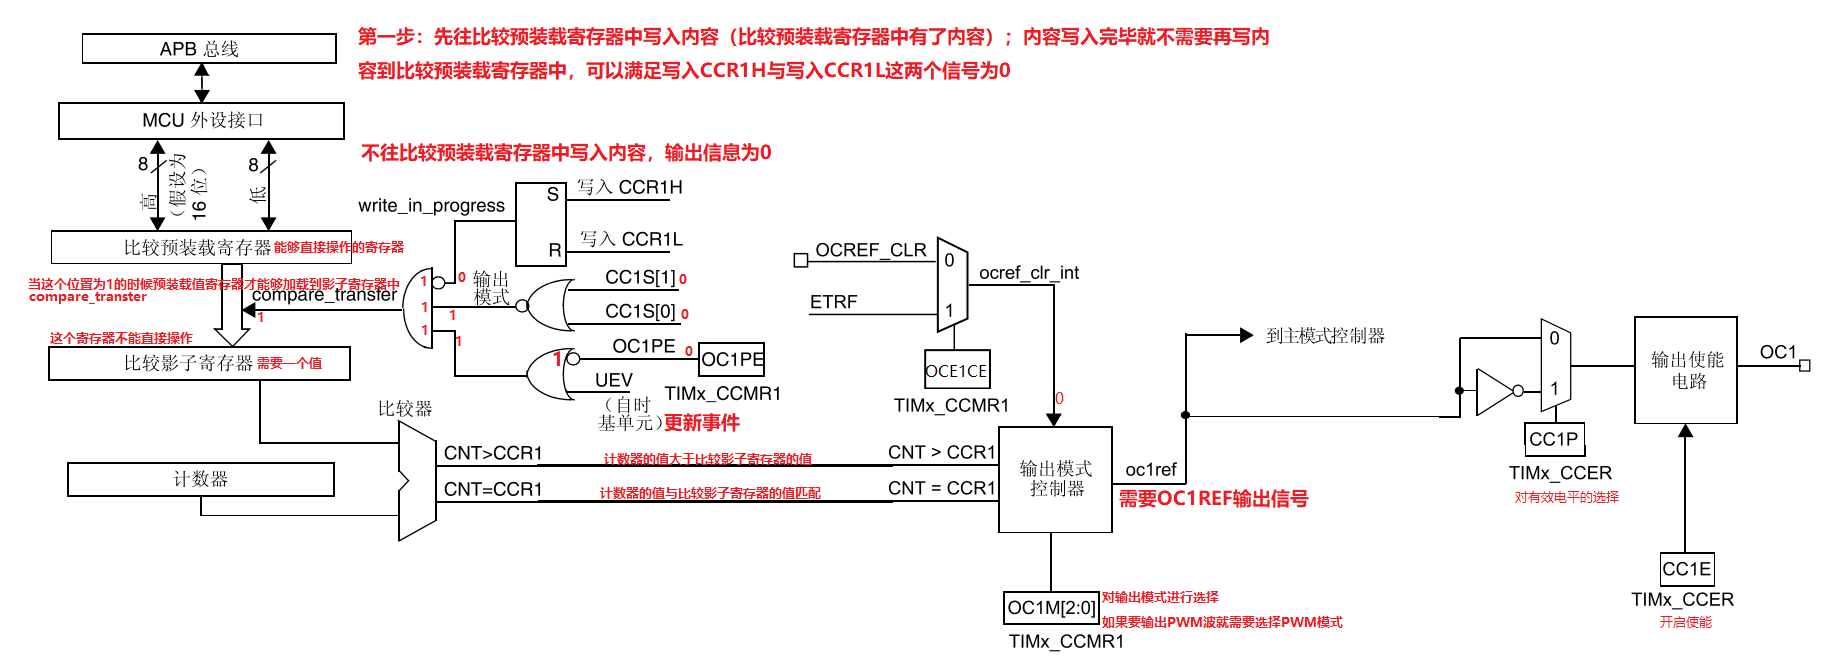 第一步：先往比较预装载寄存器中写入内容（比较预装载寄存器中有了内容）；内容写入完毕就不需要再写内
容到比较预装载寄存器中，可以满足写入CCR1H与写入CCR1L这两个信号为0
APB 总线
MCU 外设接口
不往比较预装载寄存器中写入内容，输出信息为0
8
高
（假设为
16 位）
8
低
write_in_progress
S
R
写入 CCR1H
写入 CCR1L
比较预装载寄存器
能够直接操作的寄存器
当这个位置为1的时候预装载值寄存器才能够加载到影子寄存器中
compare_transter
compare_transfer
1
1
0
1
1
输出
模式
1
1
CC1S[1]
0
CC1S[0]
0
这个寄存器不能直接操作
比较影子寄存器
需要一个值
1
OC1PE
0
OC1PE
TIMx_CCMR1
UEV
（自时
基单元）
更新事件
OCREF_CLR
0
ETRF
1
ocref_clr_int
OCE1CE
TIMx_CCMR1
0
比较器
计数器
CNT>CCR1
计数器的值大于比较影子寄存器的值
CNT > CCR1
CNT=CCR1
计数器的值与比较影子寄存器的值匹配
CNT = CCR1
输出模式
控制器
oc1ref
需要OC1REF输出信号
OC1M[2:0]
TIMx_CCMR1
对输出模式进行选择
如果要输出PWM波就需要选择PWM模式
到主模式控制器
0
1
CC1P
TIMx_CCER
对有效电平的选择
输出使能
电路
OC1
CC1E
TIMx_CCER
开启使能